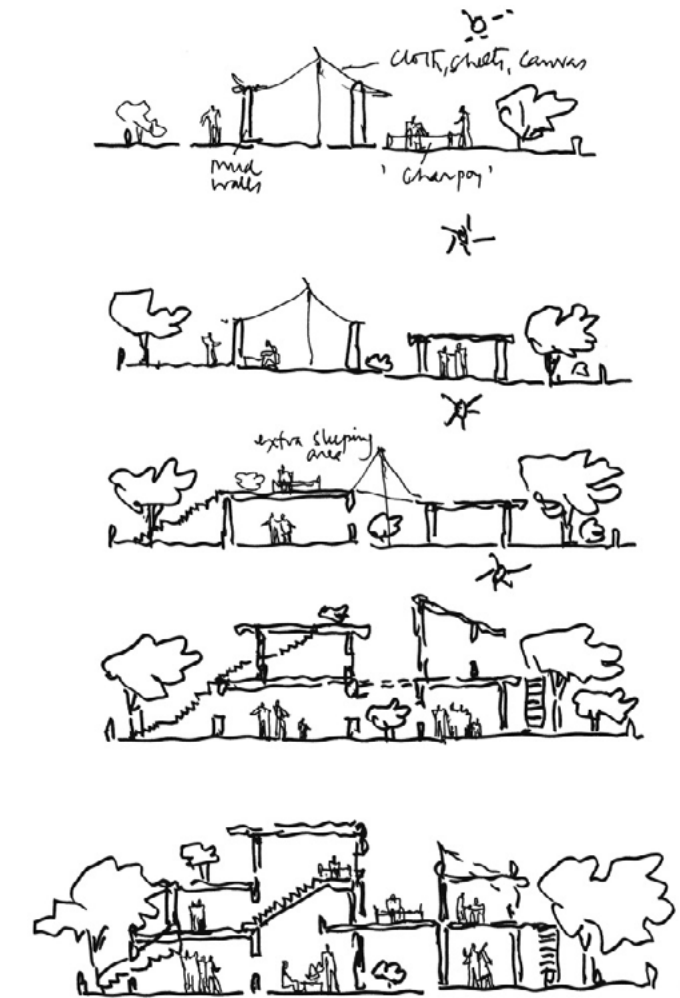 cloth, sheets, canvas
mud
walls
'charpoy'
extra sleeping
area